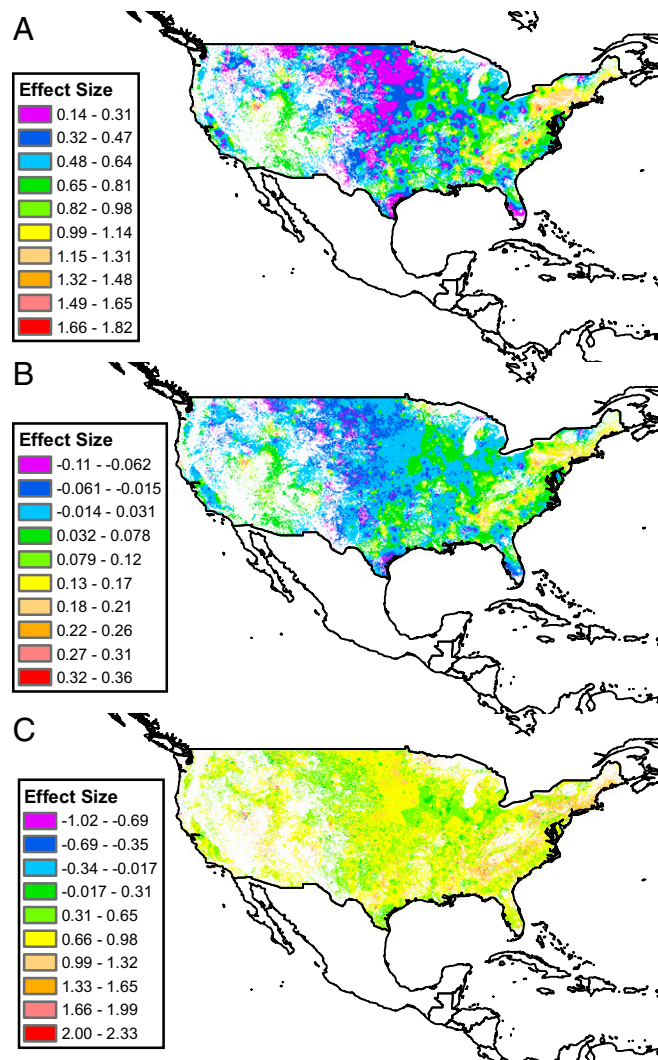 A
Effect Size
0.14 - 0.31
0.32 - 0.47
0.48 - 0.64
0.65 - 0.81
0.82 - 0.98
0.99 - 1.14
1.15 - 1.31
1.32 - 1.48
1.49 - 1.65
1.66 - 1.82
B
Effect Size
-0.11 - -0.062
-0.061 - -0.015
-0.014 - 0.031
0.032 - 0.078
0.079 - 0.12
0.13 - 0.17
0.18 - 0.21
0.22 - 0.26
0.27 - 0.31
0.32 - 0.36
C
Effect Size
-1.02 - -0.69
-0.69 - -0.35
-0.34 - -0.017
-0.017 - 0.31
0.31 - 0.65
0.66 - 0.98
0.99 - 1.32
1.33 - 1.65
1.66 - 1.99
2.00 - 2.33